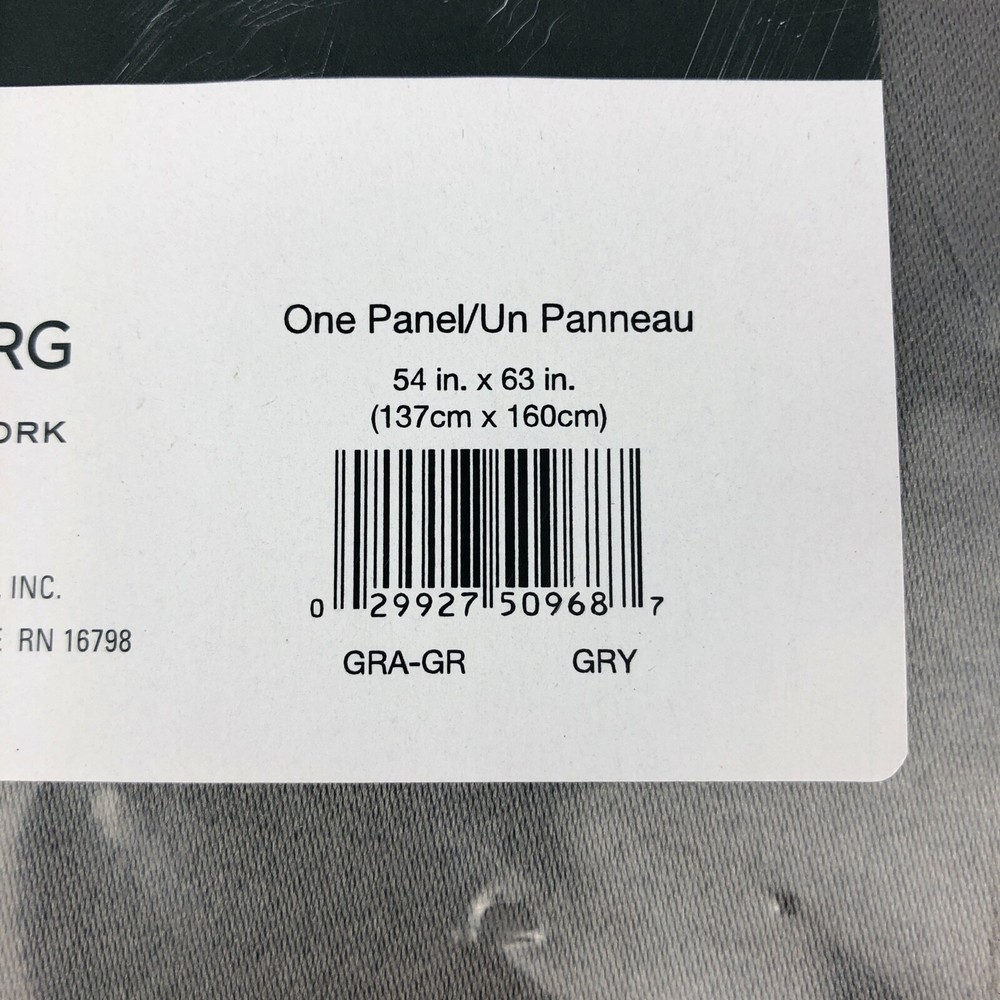 RG
ORK
INC.
RN 16798
One Panel/Un Panneau
54 in. x 63 in.
(137cm x 160cm)
0 29927 50968 7
GRA-GR GRY